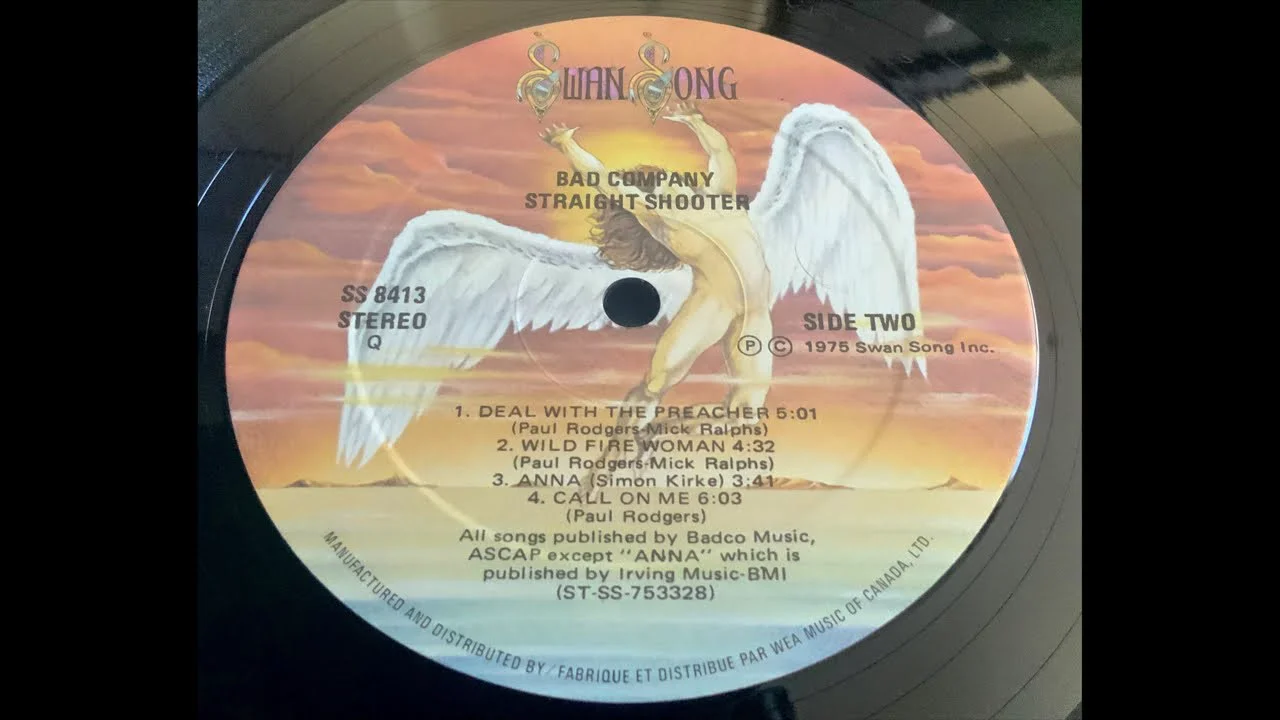 SWAN SONG
BAD COMPANY
STRAIGHT SHOOTER
SS 8413
STEREO
Q
SIDE TWO
Ⓟ Ⓒ 1975 Swan Song Inc.
1. DEAL WITH THE PREACHER 5:01
(Paul Rodgers-Mick Ralphs)
2. WILD FIRE WOMAN 4:32
(Paul Rodgers-Mick Ralphs)
3. ANNA (Simon Kirke) 3:41
4. CALL ON ME 6:03
(Paul Rodgers)
All songs published by Badco Music,
ASCAP except "ANNA" which is
published by Irving Music-BMI
(ST-SS-753328)
MANUFACTURED AND DISTRIBUTED BY/FABRIQUE ET DISTRIBUE PAR WEA MUSIC OF CANADA, LTD.